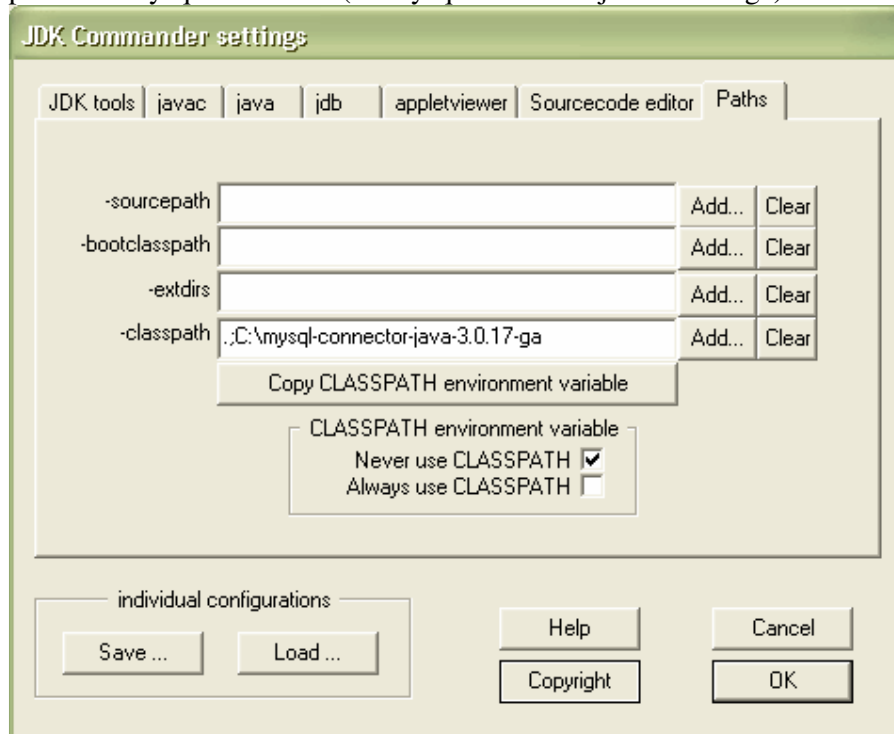 JDK Commander settings
JDK tools javac java jdb appletviewer Sourcecode editor Paths
-sourcepath Add... Clear
-bootclasspath Add... Clear
-extdirs Add... Clear
-classpath .;C:\mysql-connector-java-3.0.17-ga Add... Clear
Copy CLASSPATH environment variable
CLASSPATH environment variable
Never use CLASSPATH
Always use CLASSPATH
individual configurations
Save ... Load ...
Help Cancel
Copyright OK